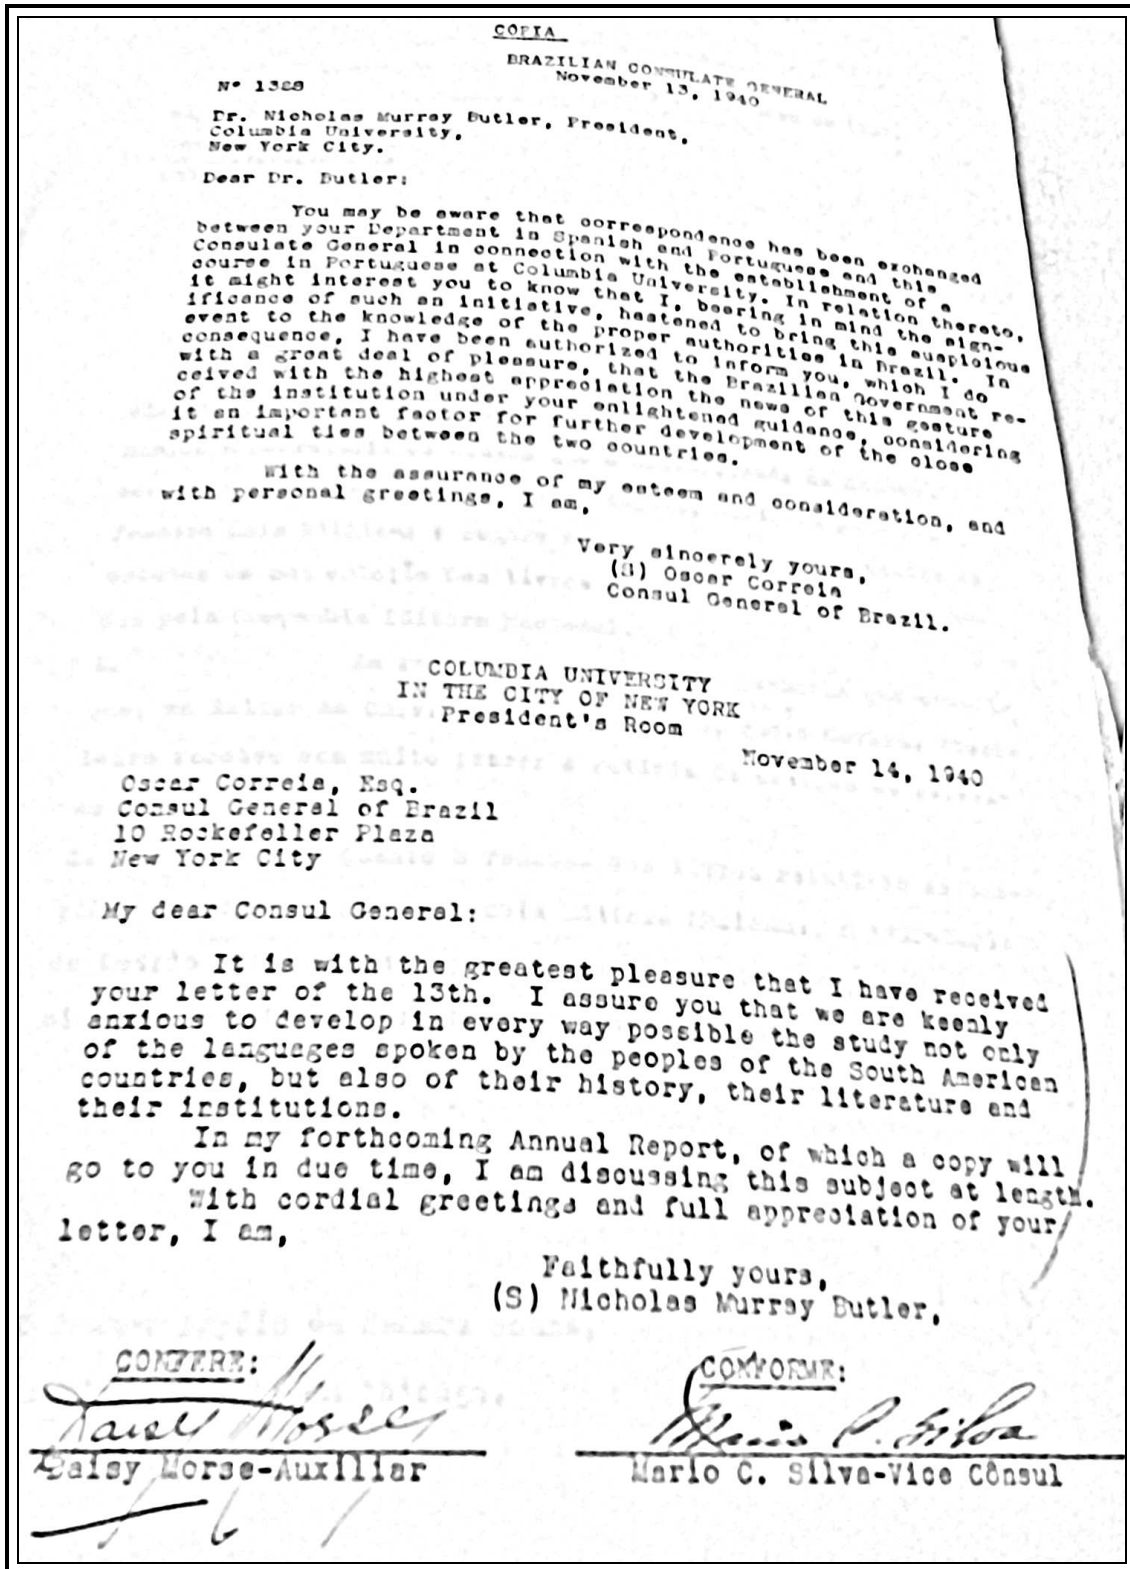 COPIA
BRAZILIAN CONSULATE GENERAL
November 13, 1940
Nº 1388
Dr. Nicholas Murray Butler, President,
Columbia University,
New York City.
Dear Dr. Butler:
You may be aware that correspondence has been exchanged
between your Department in Spanish and Portuguese and this
Consulate General in connection with the establishment of a
course in Portuguese at Columbia University. In relation thereto,
it might interest you to know that I, bearing in mind the sign-
ificance of such an initiative, hastened to bring this auspicious
event to the knowledge of the proper authorities in Brazil. In
consequence, I have been authorized to inform you, which I do
with a great deal of pleasure, that the Brazilian Government re-
ceived with the highest appreciation the news of this gesture
of the institution under your enlightened guidance, considering
it an important factor for further development of the close
spiritual ties between the two countries.
With the assurance of my esteem and consideration, and
with personal greetings, I am,
Very sincerely yours,
(S) Oscar Correia
Consul General of Brazil.
COLUMBIA UNIVERSITY
IN THE CITY OF NEW YORK
President's Room
November 14, 1940
Oscar Correia, Esq.
Consul General of Brazil
10 Rockefeller Plaza
New York City
My dear Consul General:
It is with the greatest pleasure that I have received
your letter of the 13th. I assure you that we are keenly
anxious to develop in every way possible the study not only
of the languages spoken by the peoples of the South American
countries, but also of their history, their literature and
their institutions.
In my forthcoming Annual Report, of which a copy will
go to you in due time, I am discussing this subject at length.
With cordial greetings and full appreciation of your
letter, I am,
Faithfully yours,
(S) Nicholas Murray Butler,
CONFERE:
CONFORME:
Daisy Morse
Mario C. Silva
Daisy Morse-Auxiliar
Mario C. Silva-Vice Cônsul